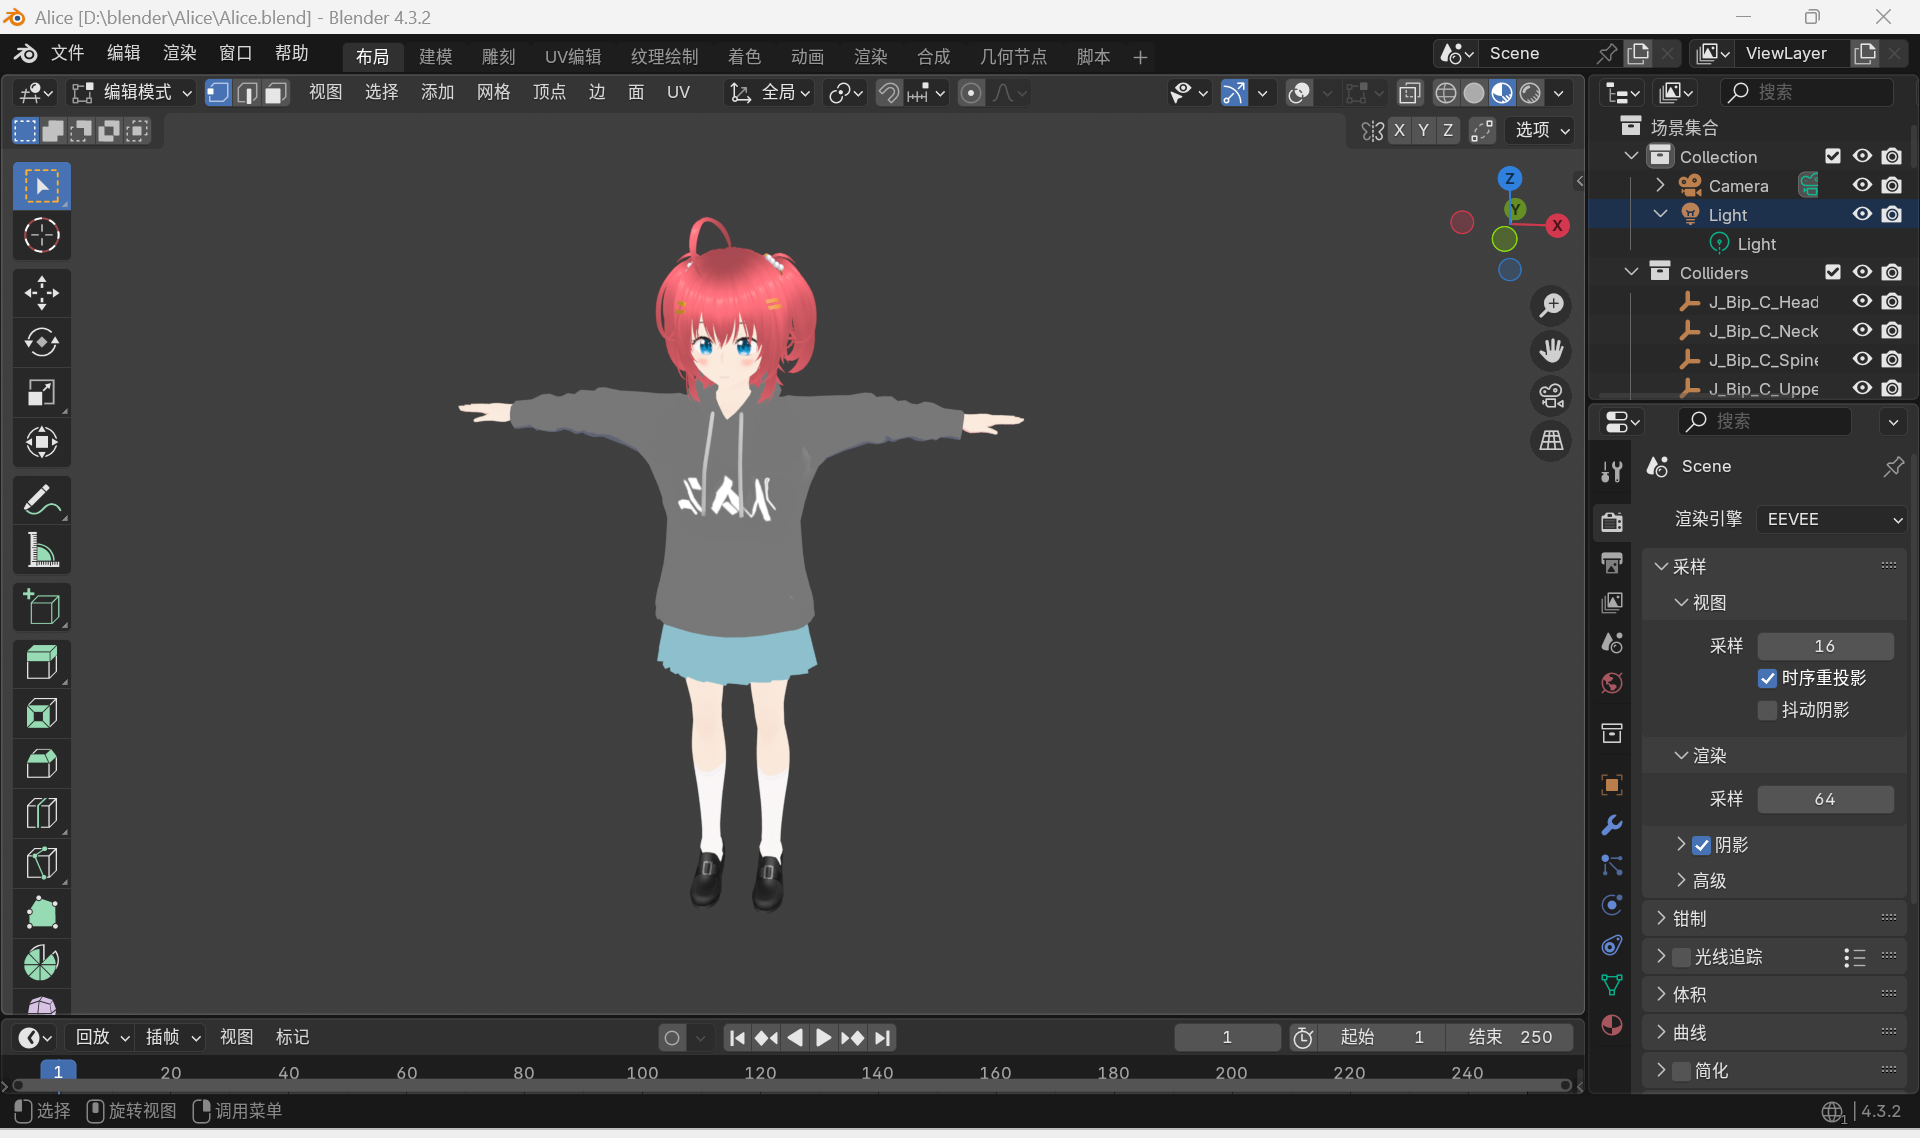 Alice [D:\blender\Alice\Alice.blend] - Blender 4.3.2
文件 编辑 渲染 窗口 帮助 布局 建模 雕刻 UV编辑 纹理绘制 着色 动画 渲染 合成 几何节点 脚本 Scene ViewLayer
编辑模式 视图 选择 添加 网格 顶点 边 面 UV 全局 搜索
X Y Z 选项
场景集合
Collection
Camera
Light
Light
Colliders
J_Bip_C_Head
J_Bip_C_Neck
J_Bip_C_Spine
J_Bip_C_Uppe
Z
Y
X
搜索
Scene
渲染引擎 EEVEE
采样
视图
采样 16
时序重投影
抖动阴影
渲染
采样 64
阴影
高级
钳制
光线追踪
体积
曲线
简化
回放 插帧 视图 标记 1 起始 1 结束 250
1 20 40 60 80 100 120 140 160 180 200 220 240
选择 旋转视图 调用菜单 1 4.3.2